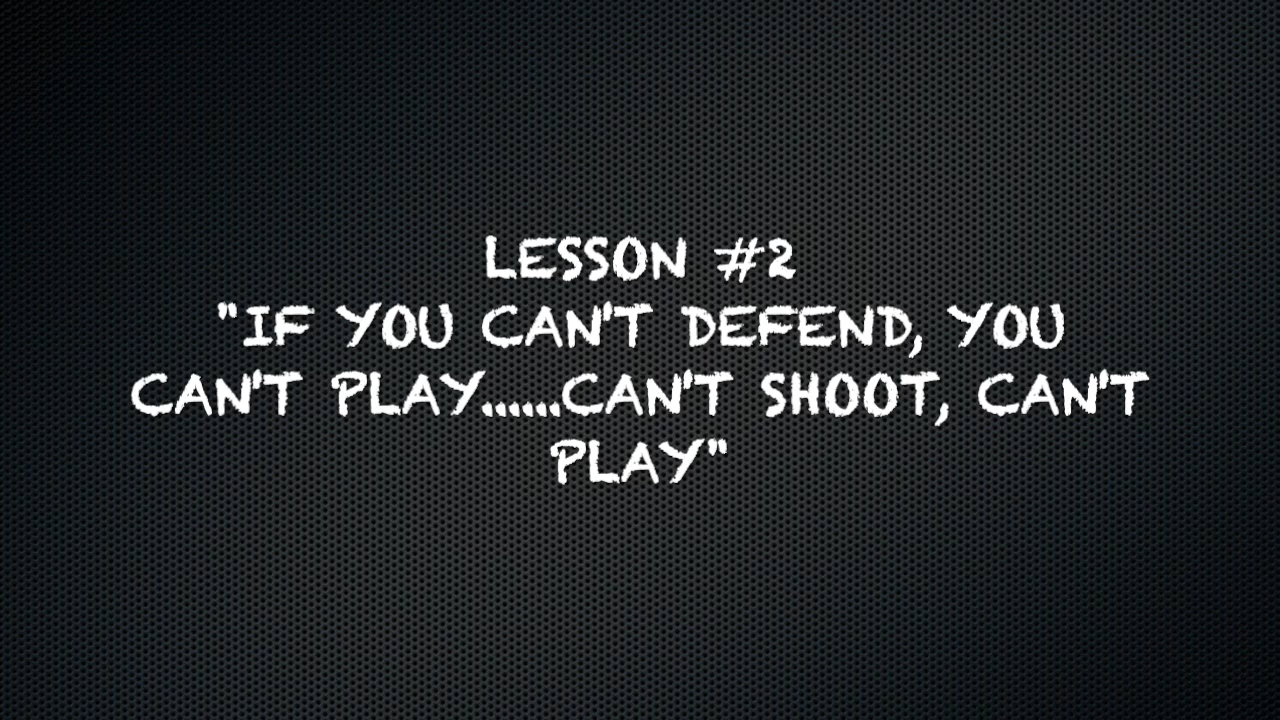 LESSON #2
"IF YOU CAN'T DEFEND, YOU
CAN'T PLAY......CAN'T SHOOT, CAN'T
PLAY"